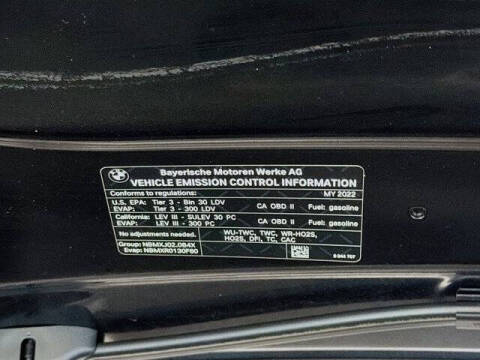 BMW
Bayerische Motoren Werke AG
VEHICLE EMISSION CONTROL INFORMATION
Conforms to regulations: MY 2022
U.S. EPA: Tier 3 - Bin 30 LDV CA OBD II Fuel: gasoline
EVAP: Tier 3 - 300 LDV
California: LEV III - SULEV 30 PC CA OBD II Fuel: gasoline
EVAP: LEV III - 300 PC
No adjustments needed. WU-TWC, TWC, WR-HO2S,
HO2S, DFI, TC, CAC
Group: NBMXJ02.0B4X
Evap: NBMXR0130F60